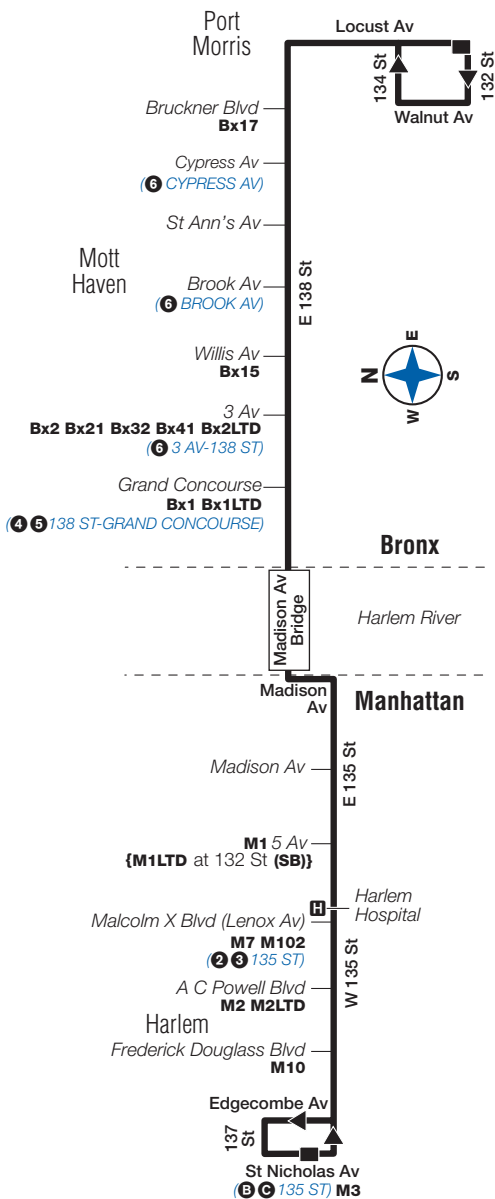 Port
Morris
Locust Av
134 St
132 St
Walnut Av
Bruckner Blvd
Bx17
Cypress Av
(6 CYPRESS AV)
St Ann's Av
Mott
Haven
E 138 St
Brook Av
(6 BROOK AV)
N E S W
Willis Av
Bx15
3 Av
Bx2 Bx21 Bx32 Bx41 Bx2LTD
(6 3 AV-138 ST)
Grand Concourse
Bx1 Bx1LTD
(4 5 138 ST-GRAND CONCOURSE)
Bronx
Madison Av
Bridge
Harlem River
Madison
Av
Manhattan
Madison Av
E 135 St
M1 5 Av
{M1LTD at 132 St (SB)}
H
Harlem
Hospital
Malcolm X Blvd (Lenox Av)
M7 M102
(2 3 135 ST)
W 135 St
A C Powell Blvd
M2 M2LTD
Harlem
Frederick Douglass Blvd
M10
Edgecombe Av
137
St
St Nicholas Av
(B C 135 ST) M3